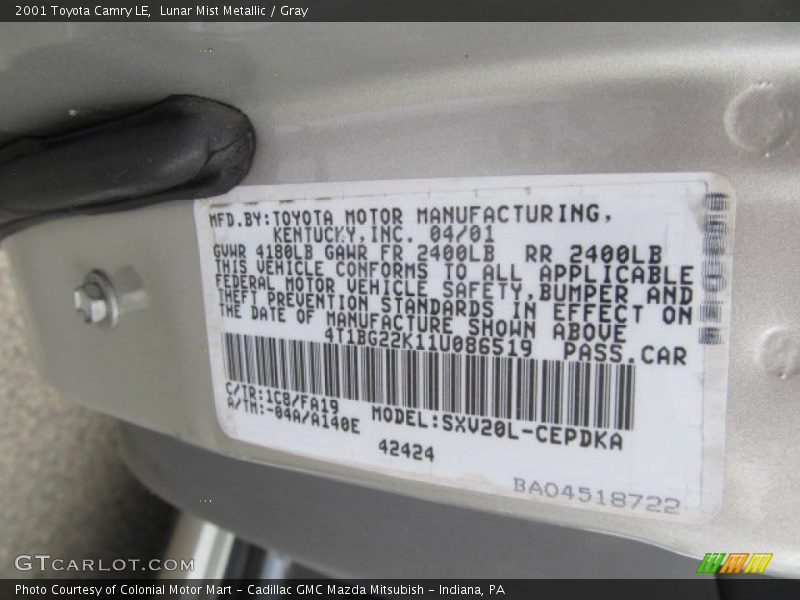 2001 Toyota Camry LE,  Lunar Mist Metallic / Gray
MFD.BY:TOYOTA MOTOR MANUFACTURING,
KENTUCKY,INC. 04/01
GVWR 4180LB GAWR FR 2400LB  RR 2400LB
THIS VEHICLE CONFORMS TO ALL APPLICABLE
FEDERAL MOTOR VEHICLE SAFETY,BUMPER AND
THEFT PREVENTION STANDARDS IN EFFECT ON
THE DATE OF MANUFACTURE SHOWN ABOVE
4T1BG22K11U086519  PASS.CAR
C/TR:1C8/FA19
A/TM:-04A/A140E  MODEL:SXV20L-CEPDKA
42424
BA04518722
GTCARLOT.COM
Photo Courtesy of Colonial Motor Mart - Cadillac GMC Mazda Mitsubish - Indiana, PA